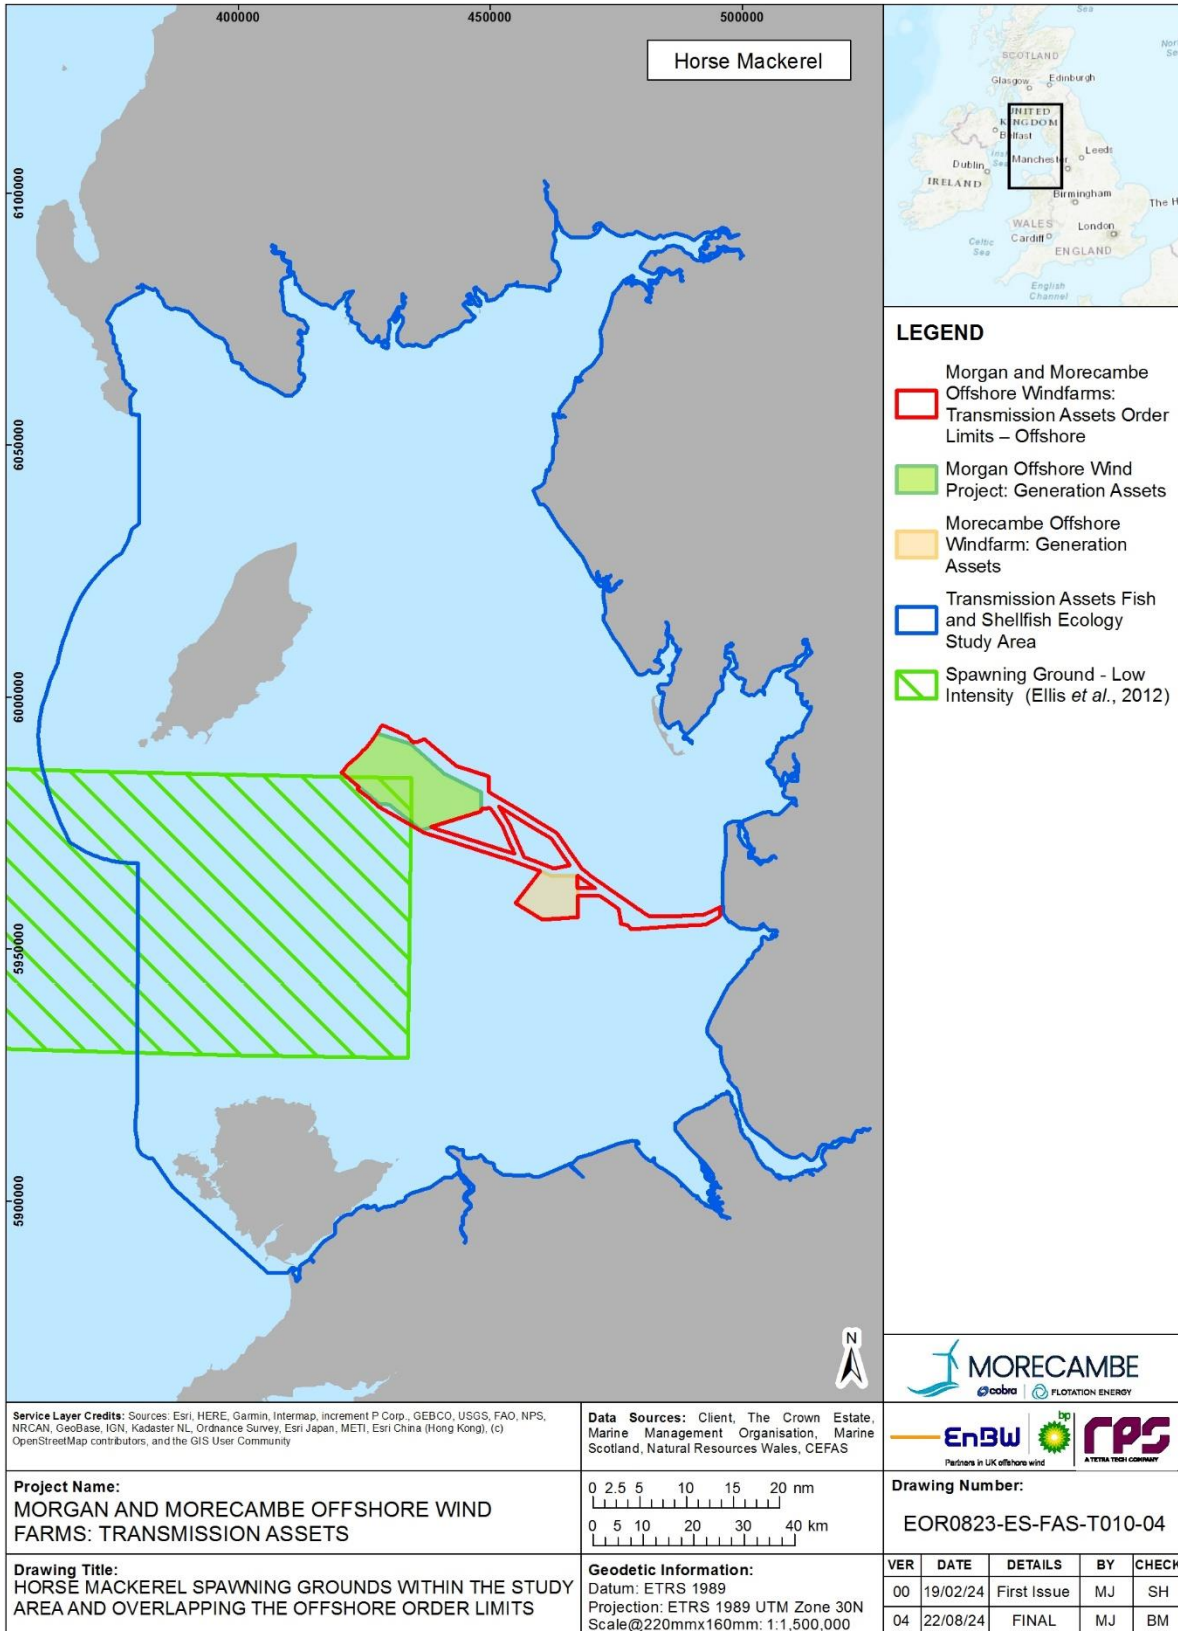 400000
450000
500000
Horse Mackerel
6100000
6050000
6000000
5950000
5900000
N
SCOTLAND
Glasgow
Edinburgh
UNITED
KINGDOM
Belfast
Dublin
Manchester
Leeds
IRELAND
Birmingham
The H
WALES
London
Cardiff
ENGLAND
Celtic
Sea
English
Channel
LEGEND
Morgan and Morecambe
Offshore Windfarms:
Transmission Assets Order
Limits – Offshore
Morgan Offshore Wind
Project: Generation Assets
Morecambe Offshore
Windfarm: Generation
Assets
Transmission Assets Fish
and Shellfish Ecology
Study Area
Spawning Ground - Low
Intensity (Ellis et al., 2012)
MORECAMBE
cobra | FLOTATION ENERGY
EnBW bp
Partners in UK offshore wind
RPS
A TETRA TECH COMPANY
Service Layer Credits: Sources: Esri, HERE, Garmin, Intermap, increment P Corp., GEBCO, USGS, FAO, NPS,
NRCAN, GeoBase, IGN, Kadaster NL, Ordnance Survey, Esri Japan, METI, Esri China (Hong Kong), (c)
OpenStreetMap contributors, and the GIS User Community
Data Sources: Client, The Crown Estate,
Marine Management Organisation, Marine
Scotland, Natural Resources Wales, CEFAS
Project Name:
MORGAN AND MORECAMBE OFFSHORE WIND
FARMS: TRANSMISSION ASSETS
0 2.5 5 10 15 20 nm
0 5 10 20 30 40 km
Drawing Number:
EOR0823-ES-FAS-T010-04
Drawing Title:
HORSE MACKEREL SPAWNING GROUNDS WITHIN THE STUDY
AREA AND OVERLAPPING THE OFFSHORE ORDER LIMITS
Geodetic Information:
Datum: ETRS 1989
Projection: ETRS 1989 UTM Zone 30N
Scale@220mmx160mm: 1:1,500,000
VER DATE DETAILS BY CHECK
00 19/02/24 First Issue MJ SH
04 22/08/24 FINAL MJ BM